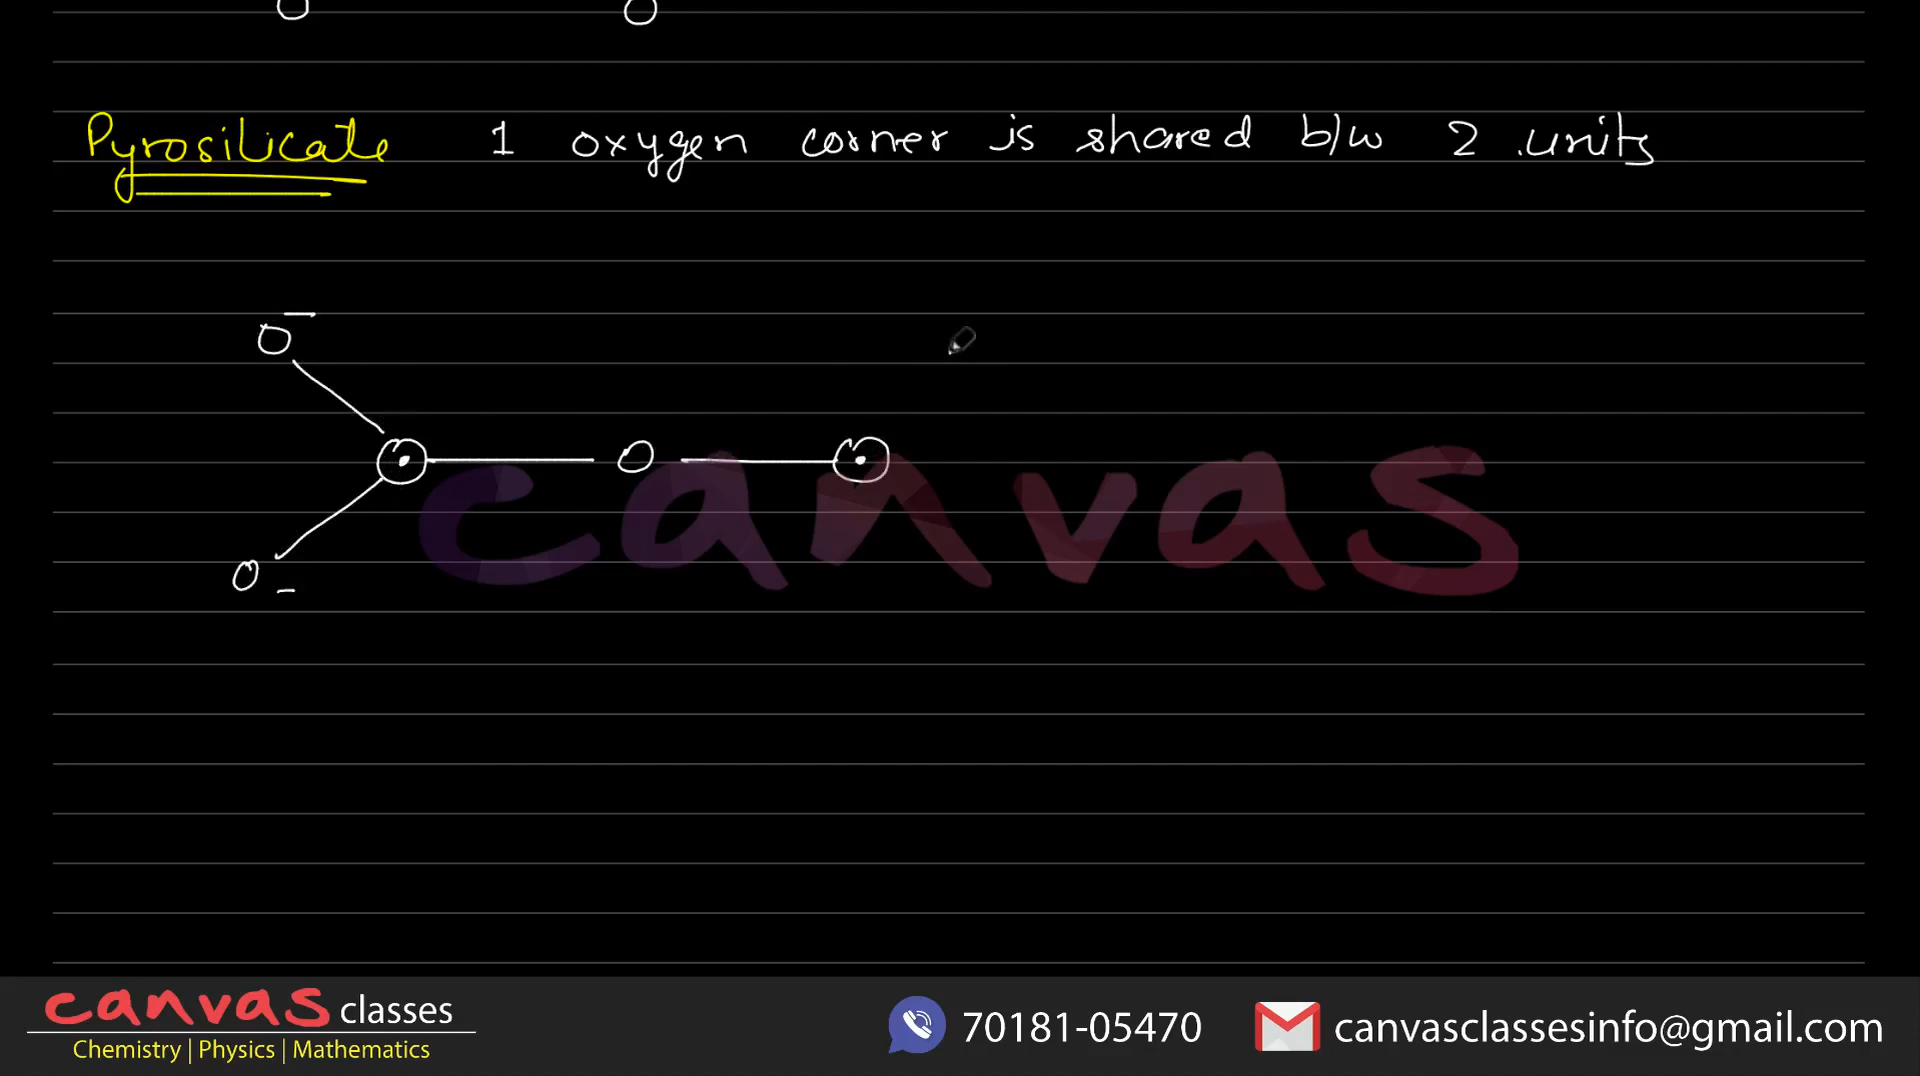 O O
Pyrosilicate 1 oxygen corner is shared b/w 2 units
O⁻
O O O
O -
canvas
canvas classes
Chemistry | Physics | Mathematics
70181-05470
canvasclassesinfo@gmail.com